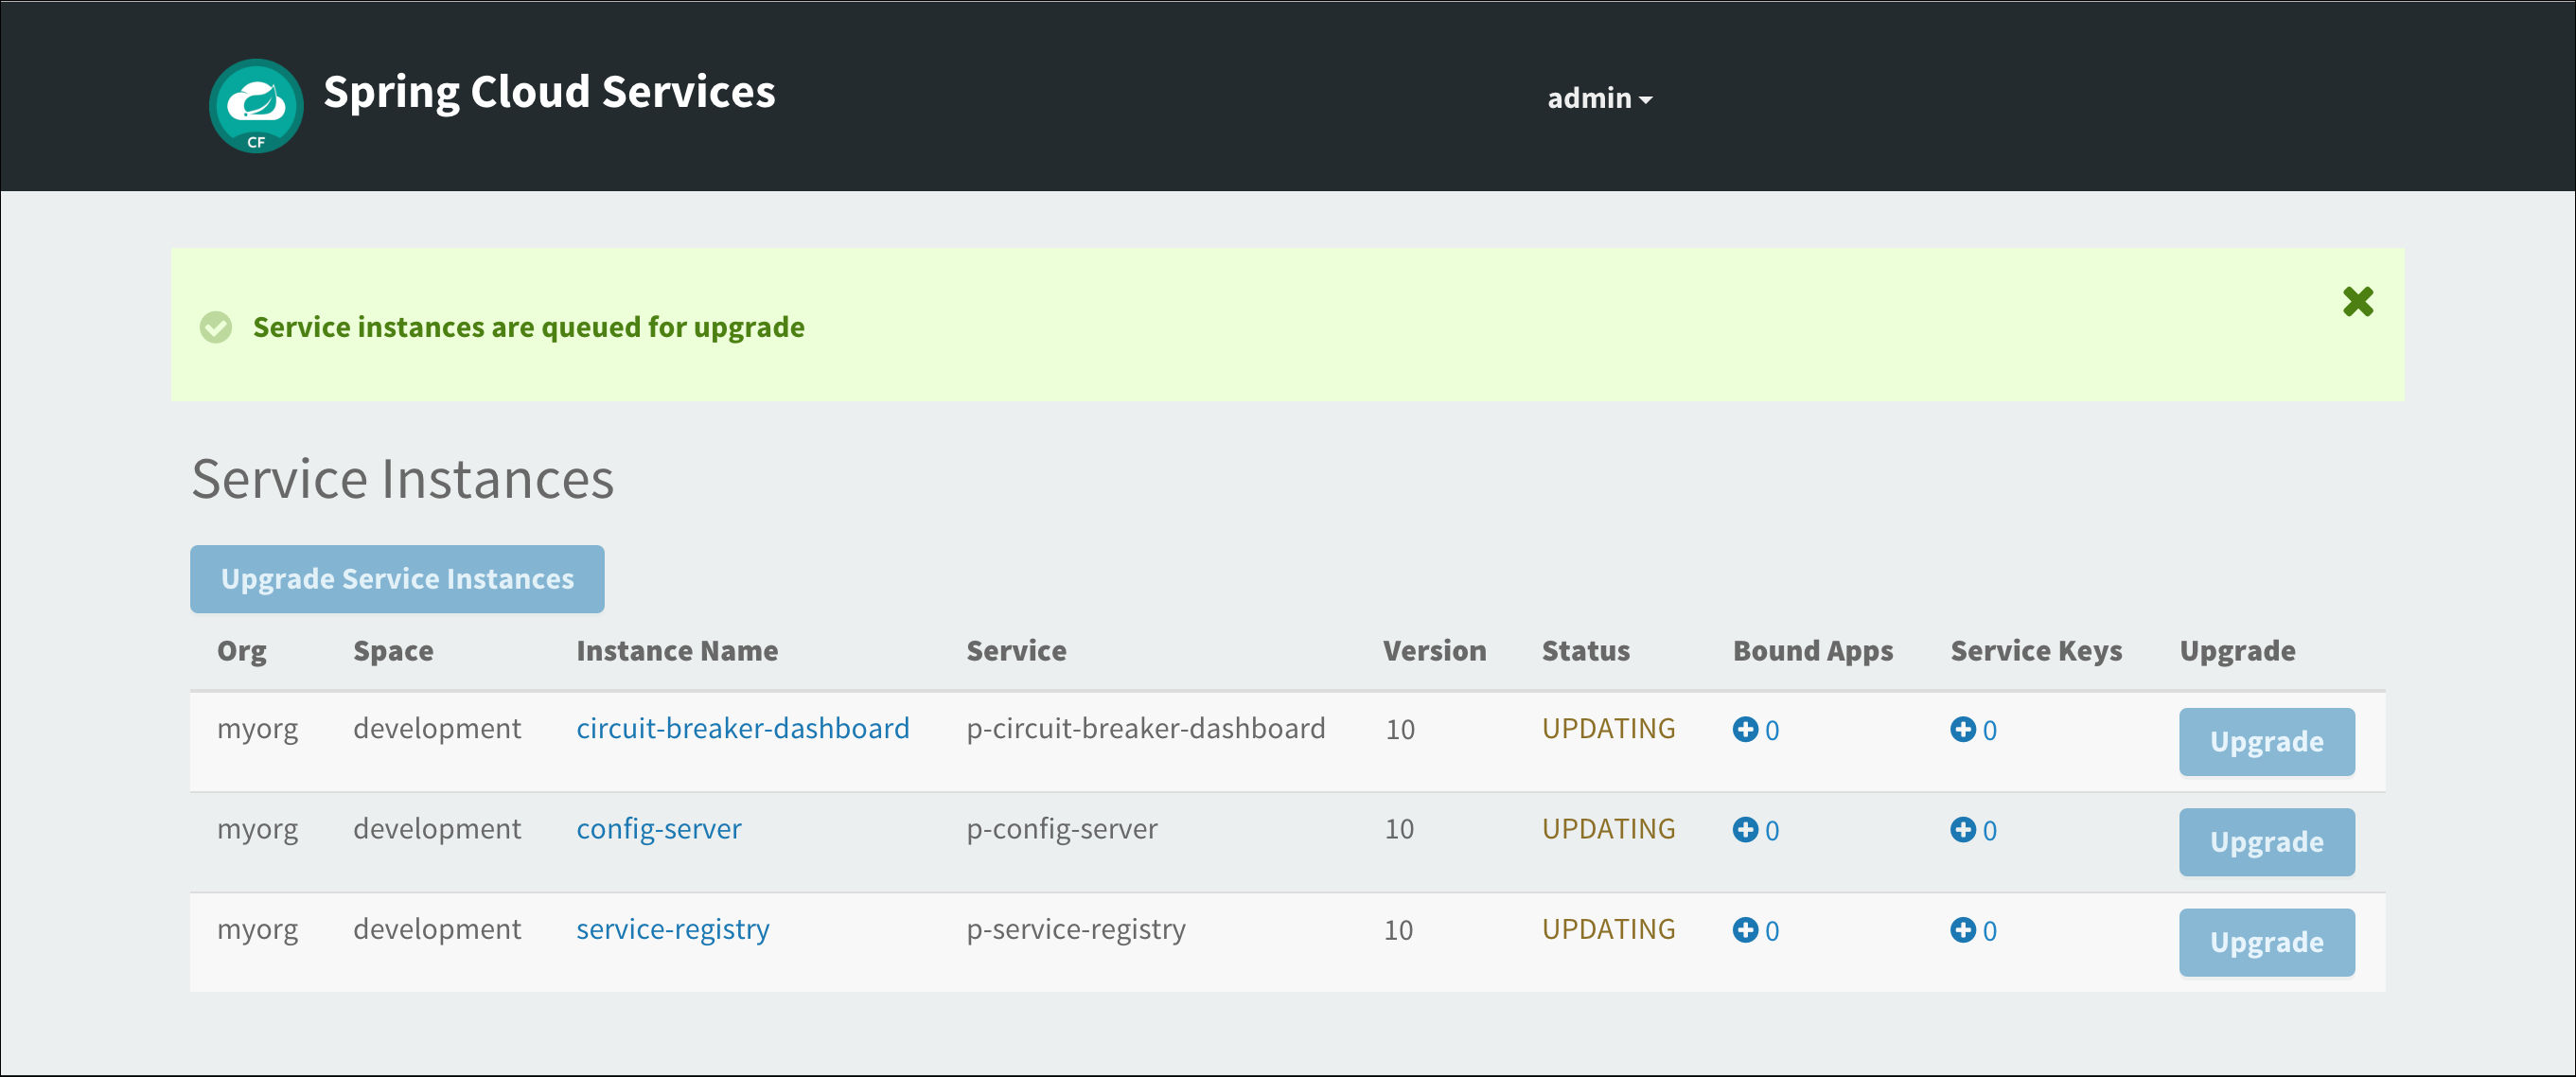 Spring Cloud Services
admin
CF
Service instances are queued for upgrade
Service Instances
Upgrade Service Instances
Org Space Instance Name Service Version Status Bound Apps Service Keys Upgrade
myorg development circuit-breaker-dashboard p-circuit-breaker-dashboard 10 UPDATING 0 0 Upgrade
myorg development config-server p-config-server 10 UPDATING 0 0 Upgrade
myorg development service-registry p-service-registry 10 UPDATING 0 0 Upgrade